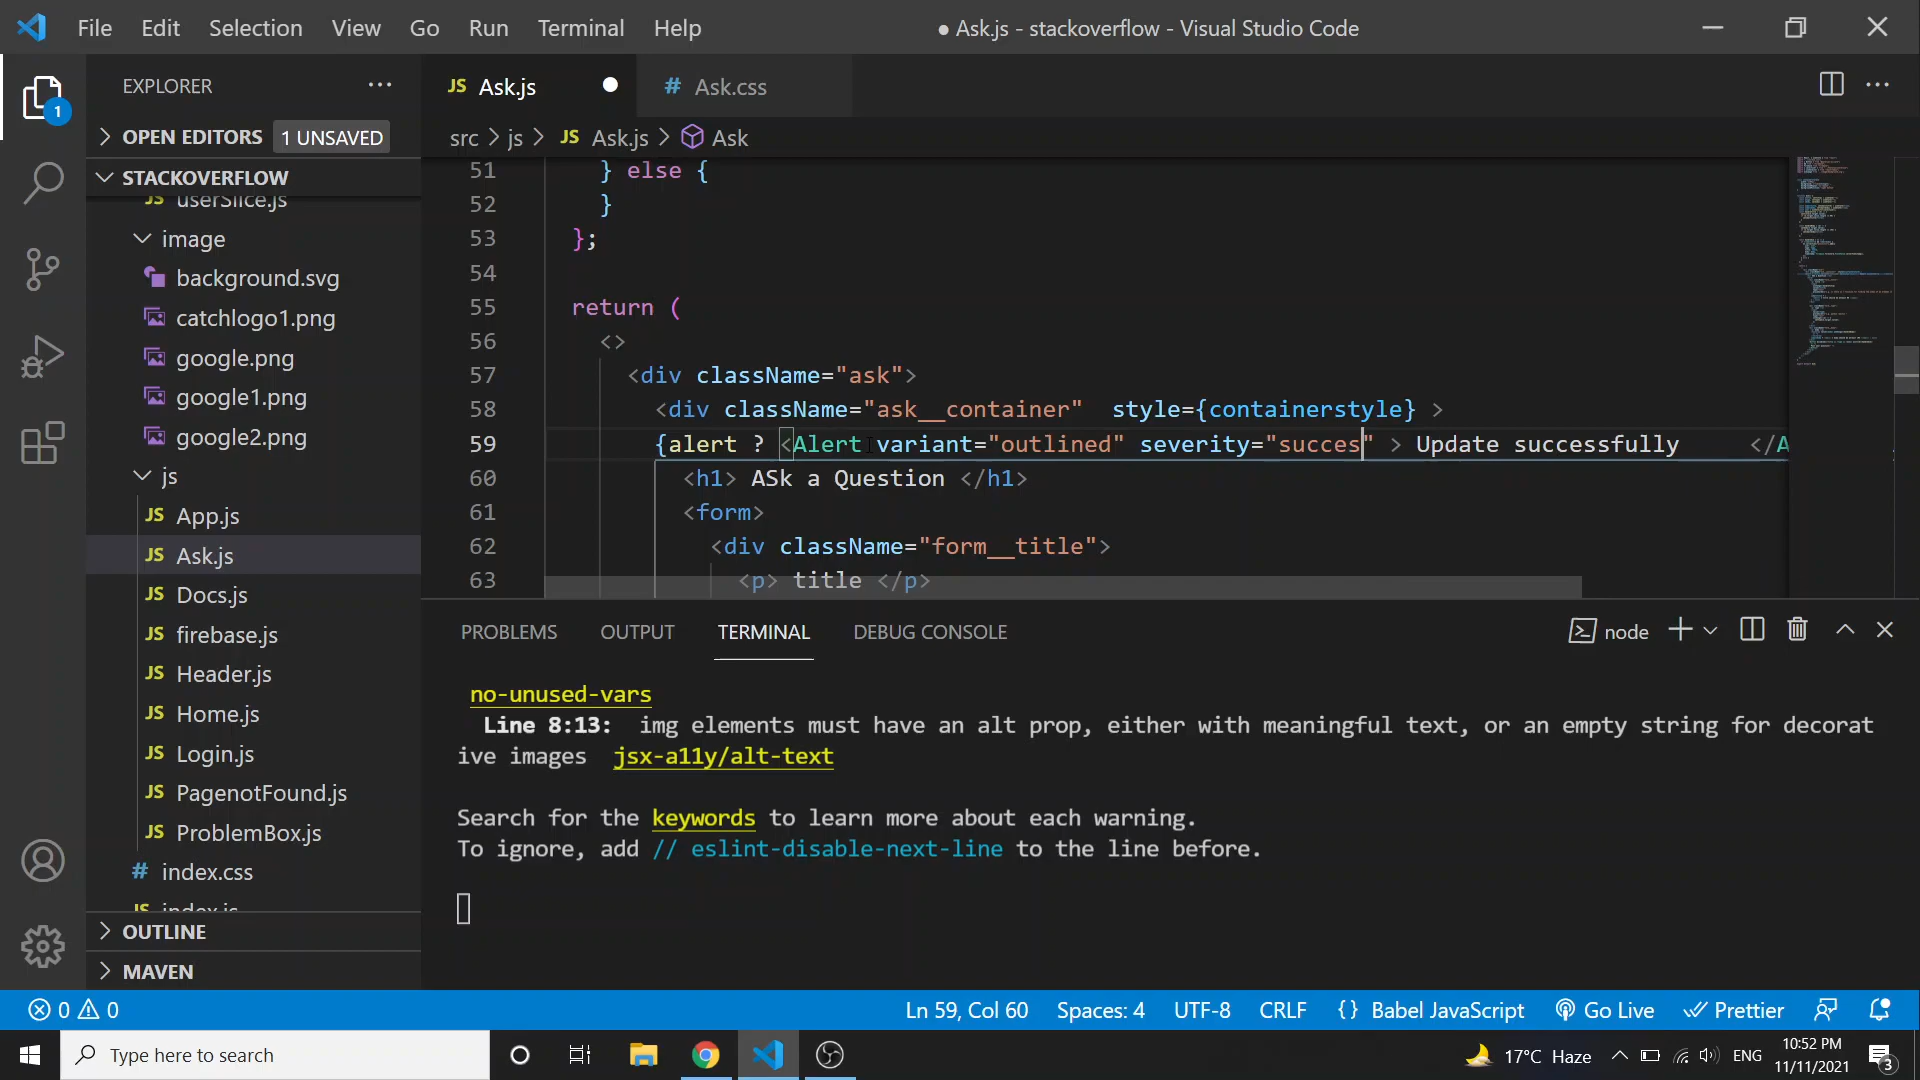 File Edit Selection View Go Run Terminal Help
● Ask.js - stackoverflow - Visual Studio Code
EXPLORER
JS Ask.js
# Ask.css
1
OPEN EDITORS 1 UNSAVED
src > js > JS Ask.js > Ask
STACKOVERFLOW
JS userSlice.js
image
background.svg
catchlogo1.png
google.png
google1.png
google2.png
js
JS App.js
JS Ask.js
JS Docs.js
JS firebase.js
JS Header.js
JS Home.js
JS Login.js
JS PagenotFound.js
JS ProblemBox.js
# index.css
JS index.js
OUTLINE
MAVEN
51 } else {
52 }
53 };
54
55 return (
56 <>
57 <div className="ask">
58 <div className="ask__container"  style={containerstyle} >
59 {alert ? <Alert variant="outlined" severity="succes" > Update successfully </A
60 <h1> ASk a Question </h1>
61 <form>
62 <div className="form__title">
63 <p> title </p>
PROBLEMS OUTPUT TERMINAL DEBUG CONSOLE
node
no-unused-vars
Line 8:13:  img elements must have an alt prop, either with meaningful text, or an empty string for decorat
ive images  jsx-a11y/alt-text
Search for the keywords to learn more about each warning.
To ignore, add // eslint-disable-next-line to the line before.
0 0
Ln 59, Col 60 Spaces: 4 UTF-8 CRLF {} Babel JavaScript Go Live Prettier
Type here to search
17°C Haze
ENG
10:52 PM
11/11/2021
3